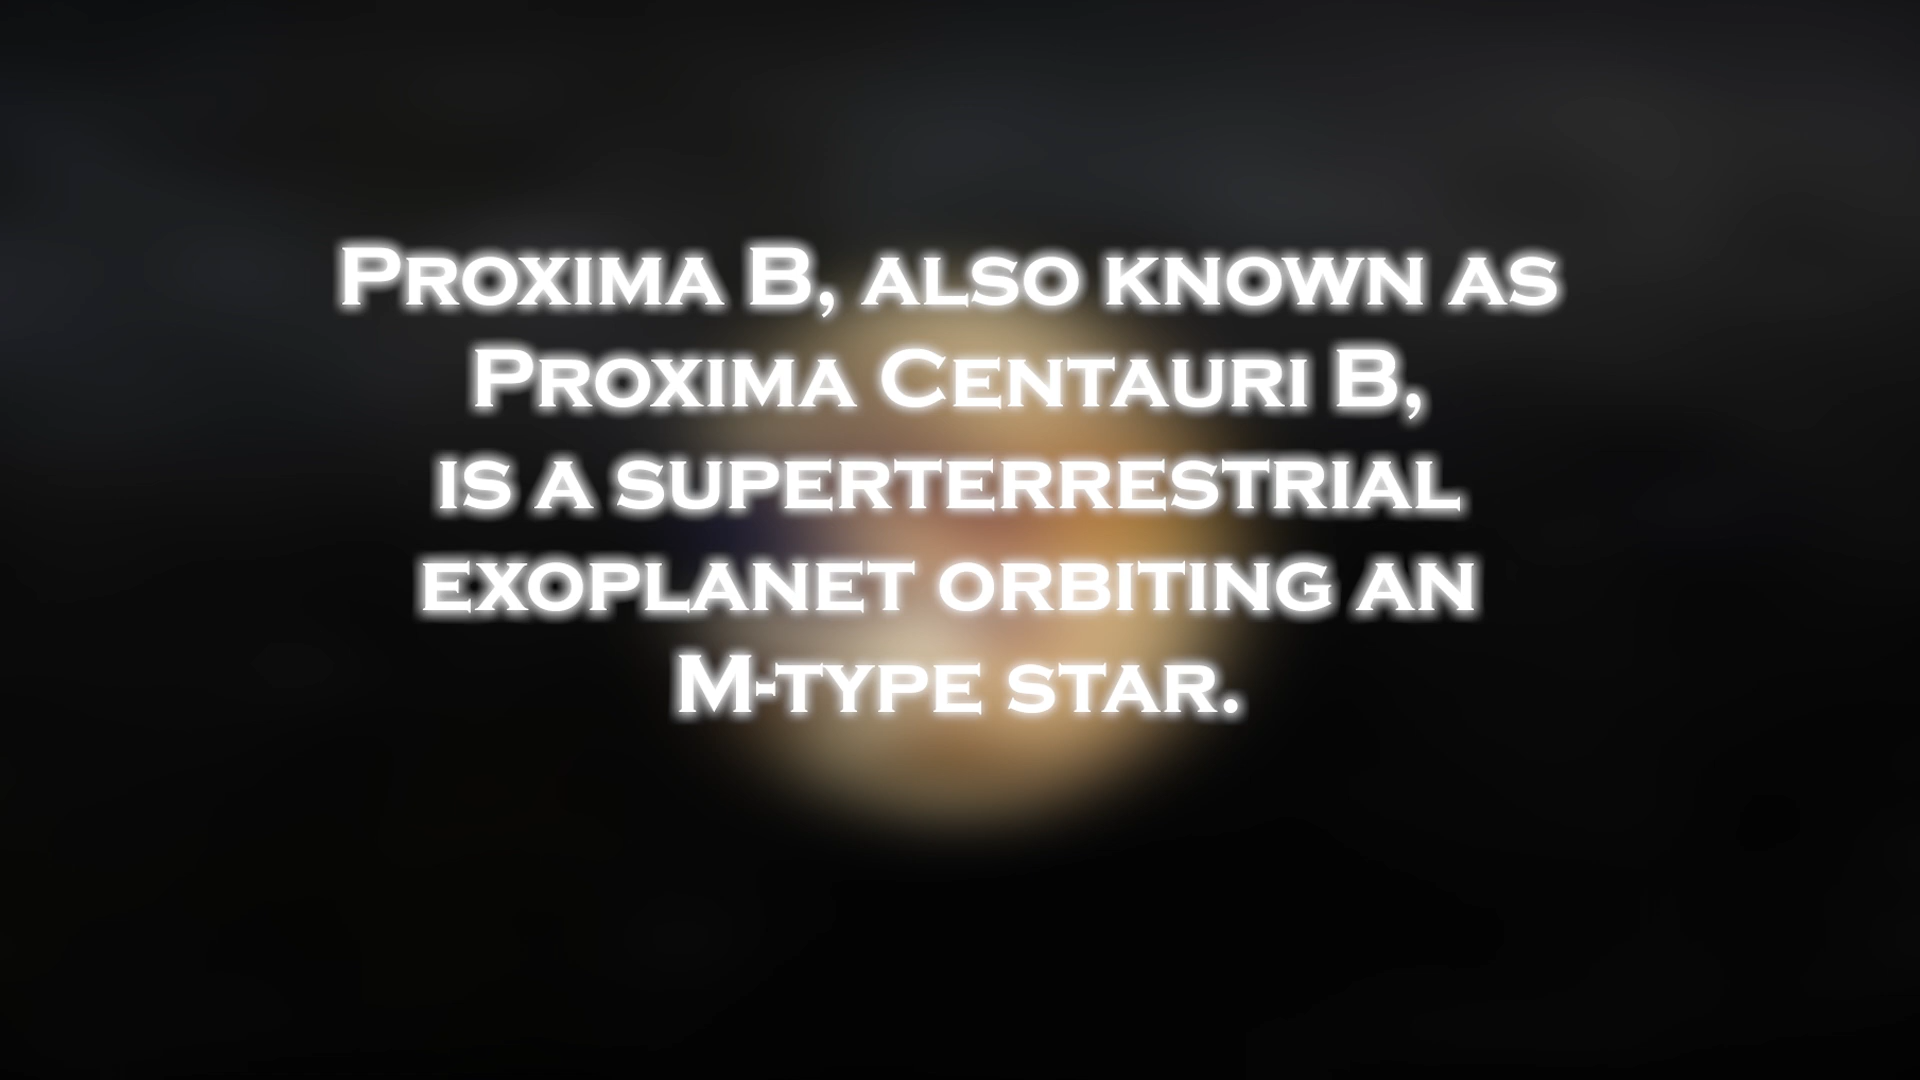 Proxima B, also known as
Proxima Centauri B,
is a superterrestrial
exoplanet orbiting an
M-type star.